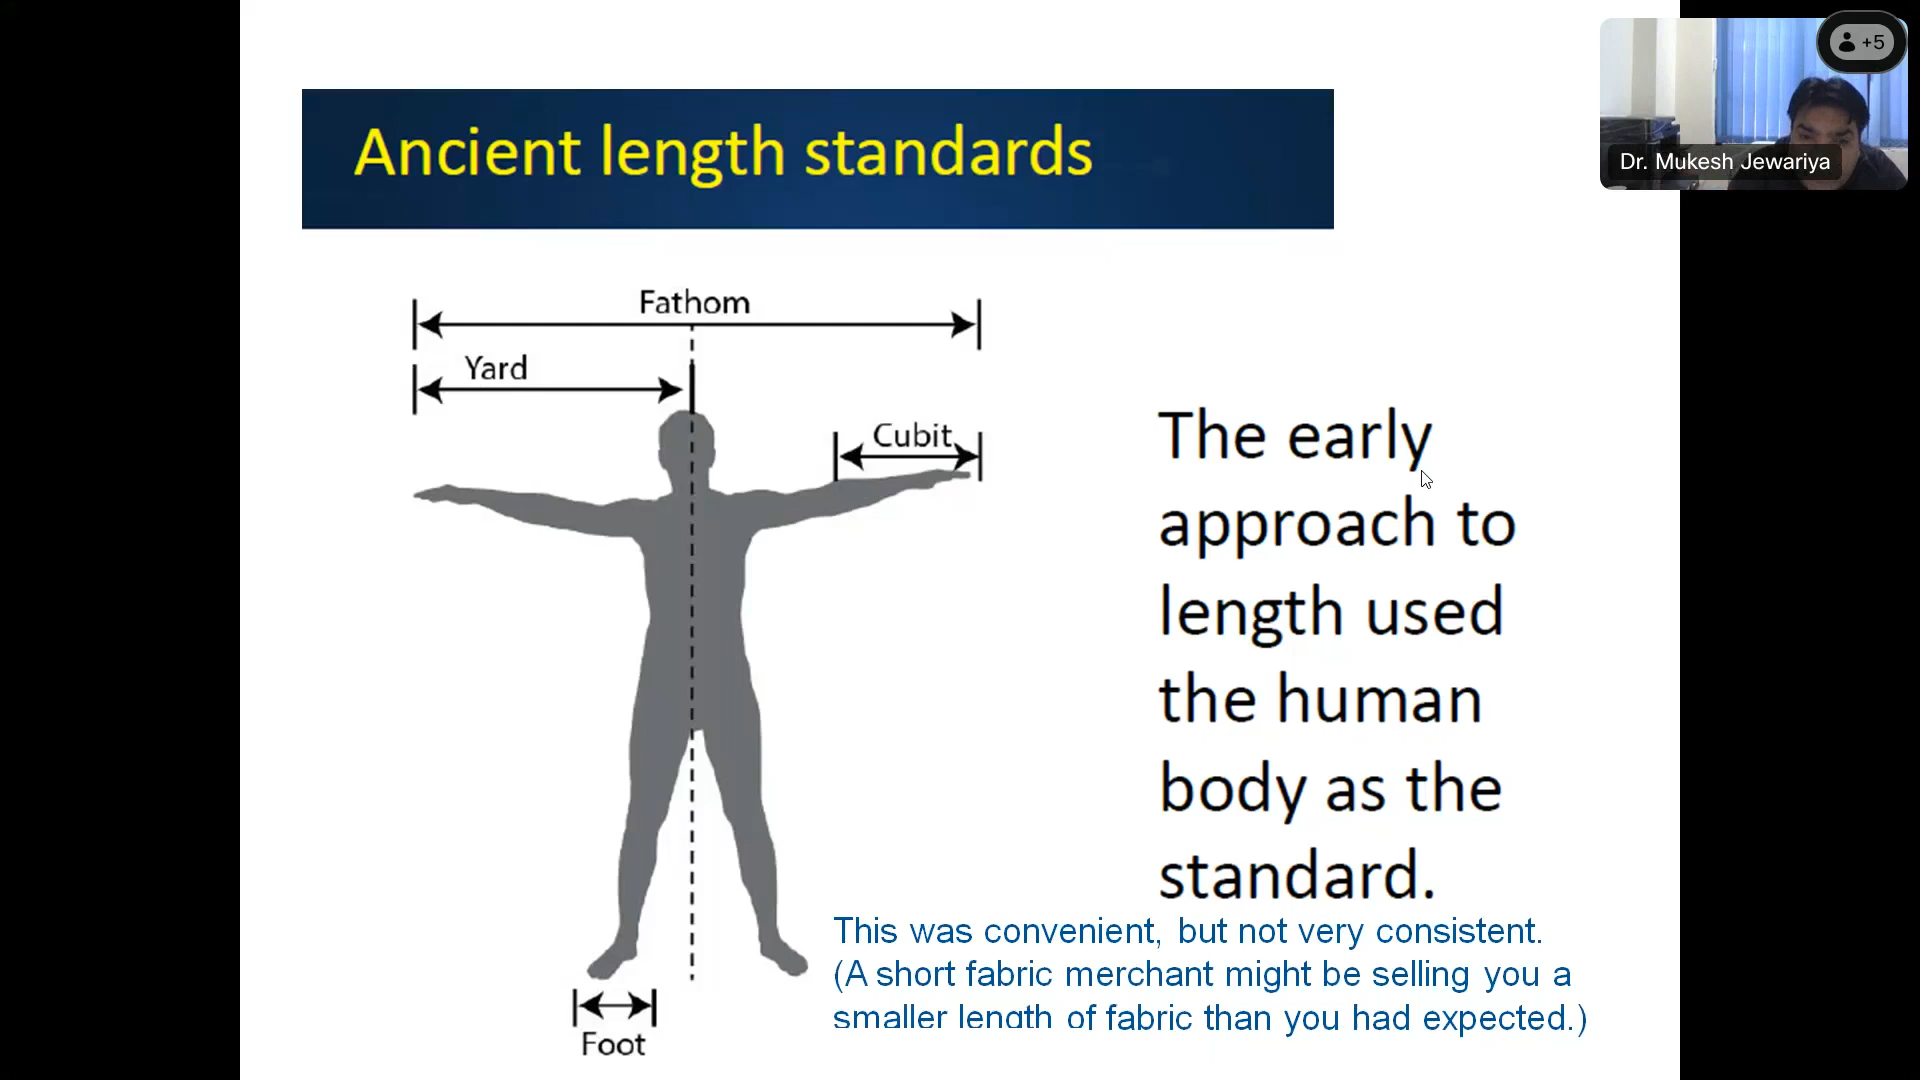 +5
Dr. Mukesh Jewariya
Ancient length standards
Fathom
Yard
Cubit
The early
approach to
length used
the human
body as the
standard.
This was convenient, but not very consistent.
(A short fabric merchant might be selling you a
smaller length of fabric than you had expected.)
Foot